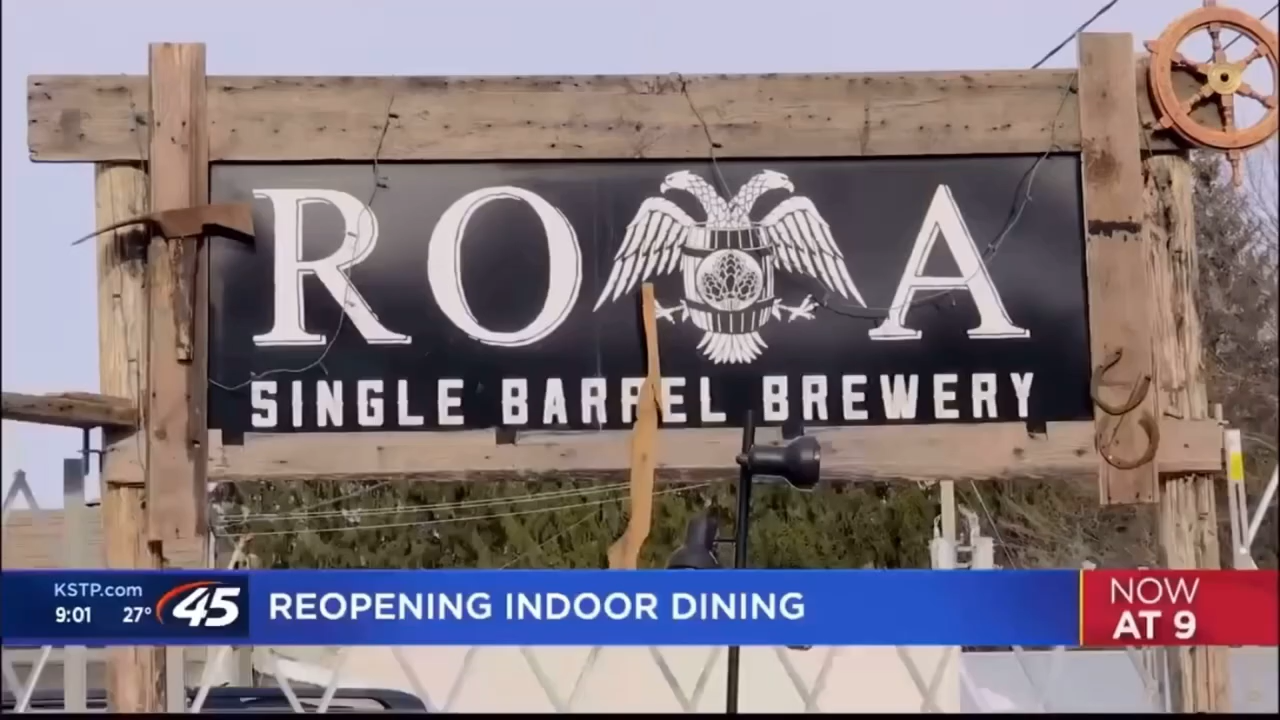 RO A
SINGLE BARREL BREWERY
KSTP.com
9:01 27°
45
REOPENING INDOOR DINING
NOW
AT 9